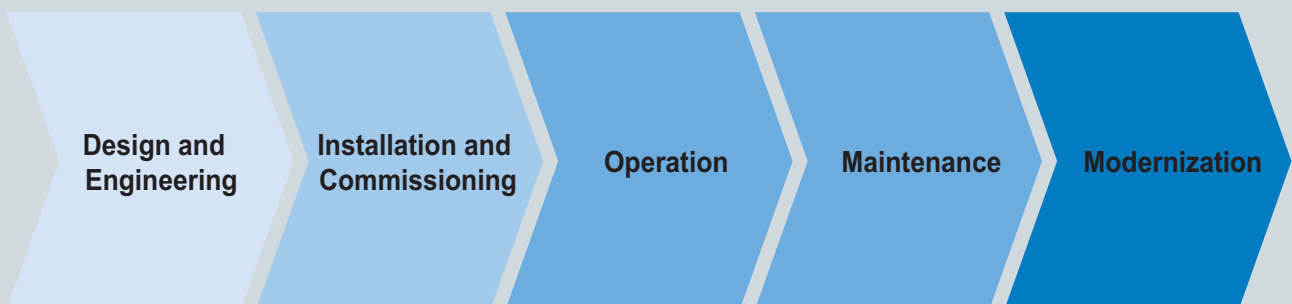 Design and
Engineering
Installation and
Commissioning
Operation
Maintenance
Modernization